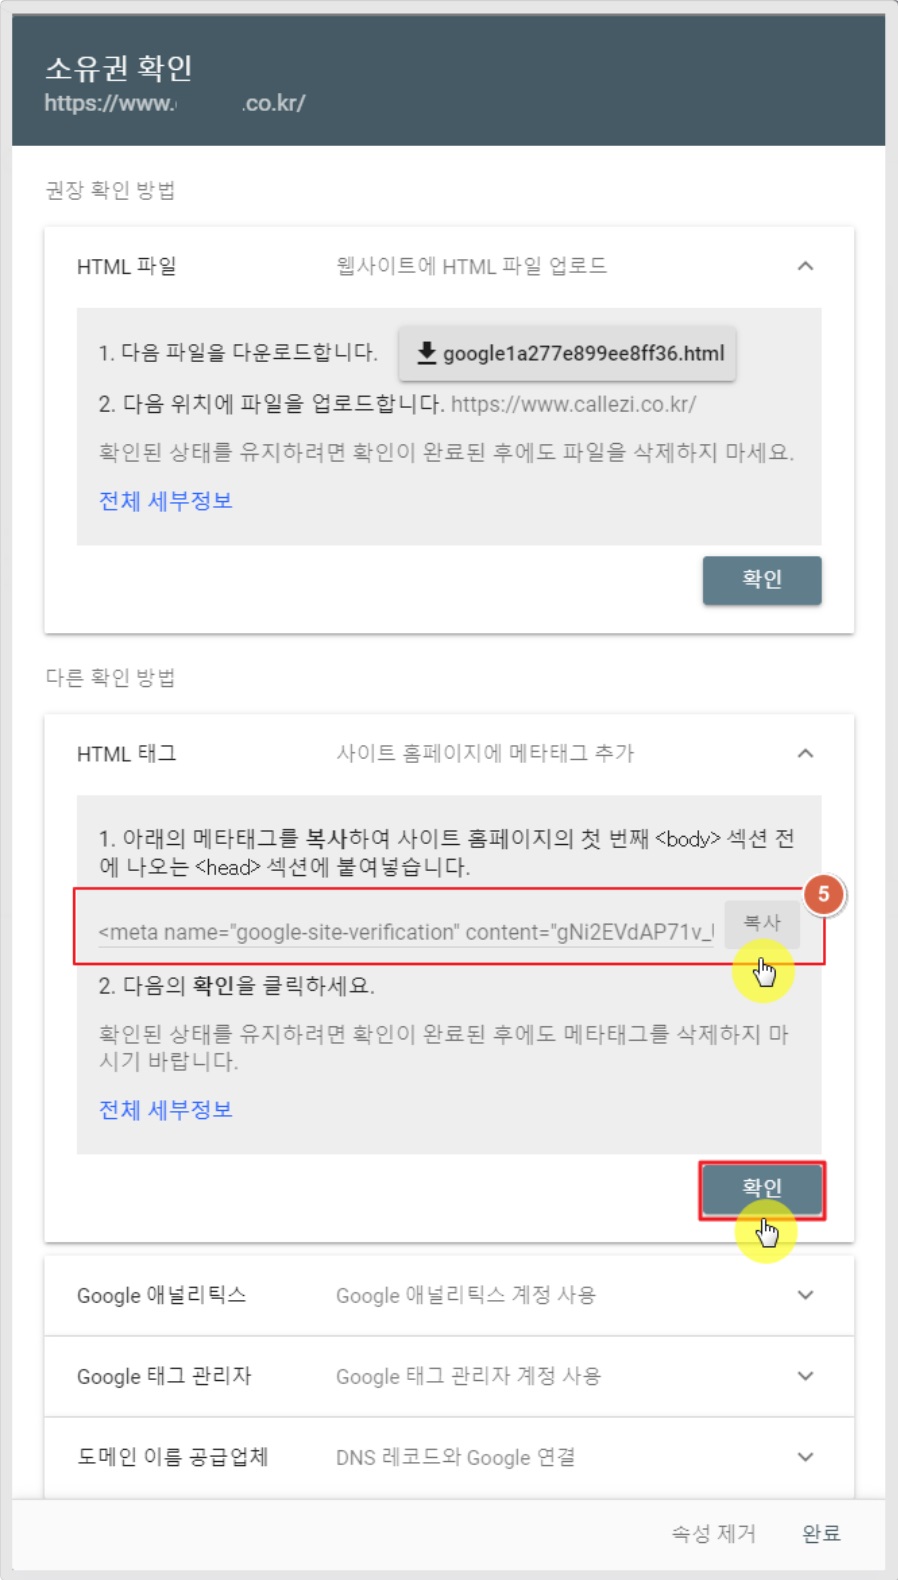 소유권 확인
https://www. .co.kr/
권장 확인 방법
HTML 파일 웹사이트에 HTML 파일 업로드
1. 다음 파일을 다운로드합니다. google1a277e899ee8ff36.html
2. 다음 위치에 파일을 업로드합니다. https://www.callezi.co.kr/
확인된 상태를 유지하려면 확인이 완료된 후에도 파일을 삭제하지 마세요.
전체 세부정보
확인
다른 확인 방법
HTML 태그 사이트 홈페이지에 메타태그 추가
1. 아래의 메타태그를 복사하여 사이트 홈페이지의 첫 번째 <body> 섹션 전
에 나오는 <head> 섹션에 붙여넣습니다.
5
<meta name="google-site-verification" content="gNi2EVdAP71v_ 복사
2. 다음의 확인을 클릭하세요.
확인된 상태를 유지하려면 확인이 완료된 후에도 메타태그를 삭제하지 마
시기 바랍니다.
전체 세부정보
확인
Google 애널리틱스 Google 애널리틱스 계정 사용
Google 태그 관리자 Google 태그 관리자 계정 사용
도메인 이름 공급업체 DNS 레코드와 Google 연결
속성 제거 완료